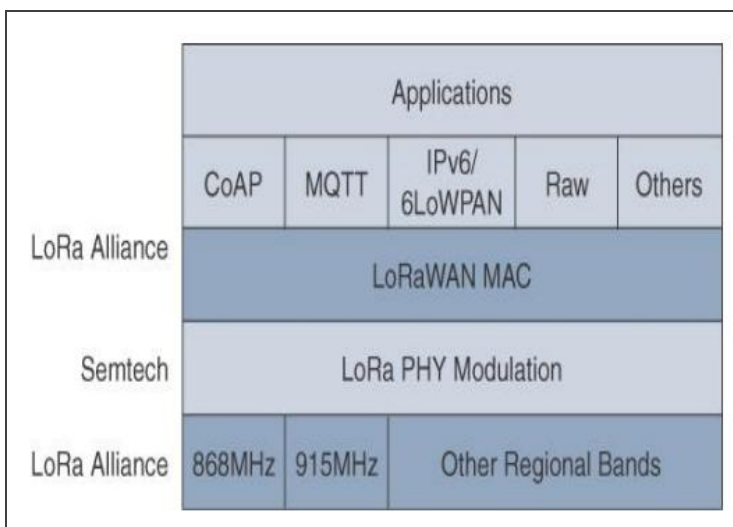 Applications
CoAP MQTT IPv6/
6LoWPAN Raw Others
LoRa Alliance
LoRaWAN MAC
Semtech LoRa PHY Modulation
LoRa Alliance 868MHz 915MHz Other Regional Bands